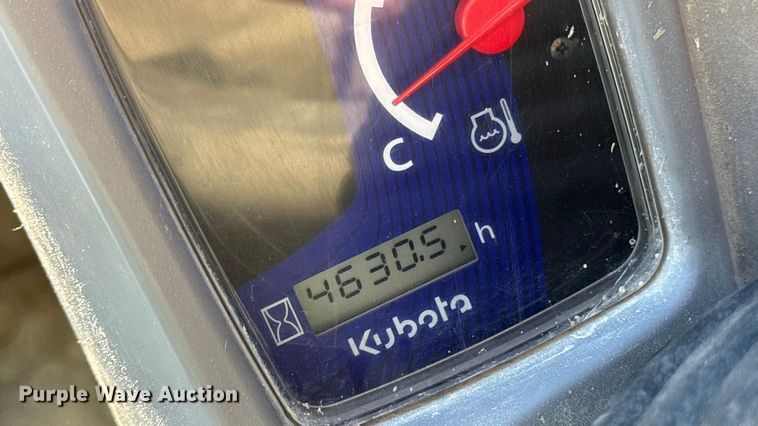 C
4630.5 h
Kubota
Purple Wave Auction®